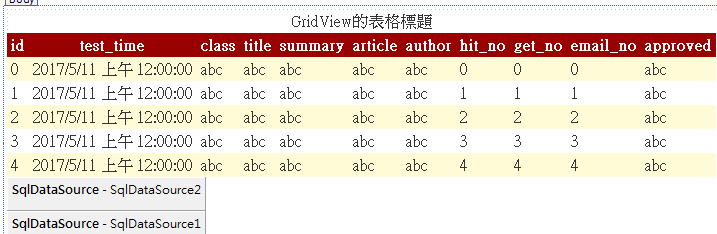 Body
GridView的表格標題
id test_time class title summary article author hit_no get_no email_no approved
0 2017/5/11 上午 12:00:00 abc abc abc abc abc 0 0 0 abc
1 2017/5/11 上午 12:00:00 abc abc abc abc abc 1 1 1 abc
2 2017/5/11 上午 12:00:00 abc abc abc abc abc 2 2 2 abc
3 2017/5/11 上午 12:00:00 abc abc abc abc abc 3 3 3 abc
4 2017/5/11 上午 12:00:00 abc abc abc abc abc 4 4 4 abc
SqlDataSource - SqlDataSource2
SqlDataSource - SqlDataSource1